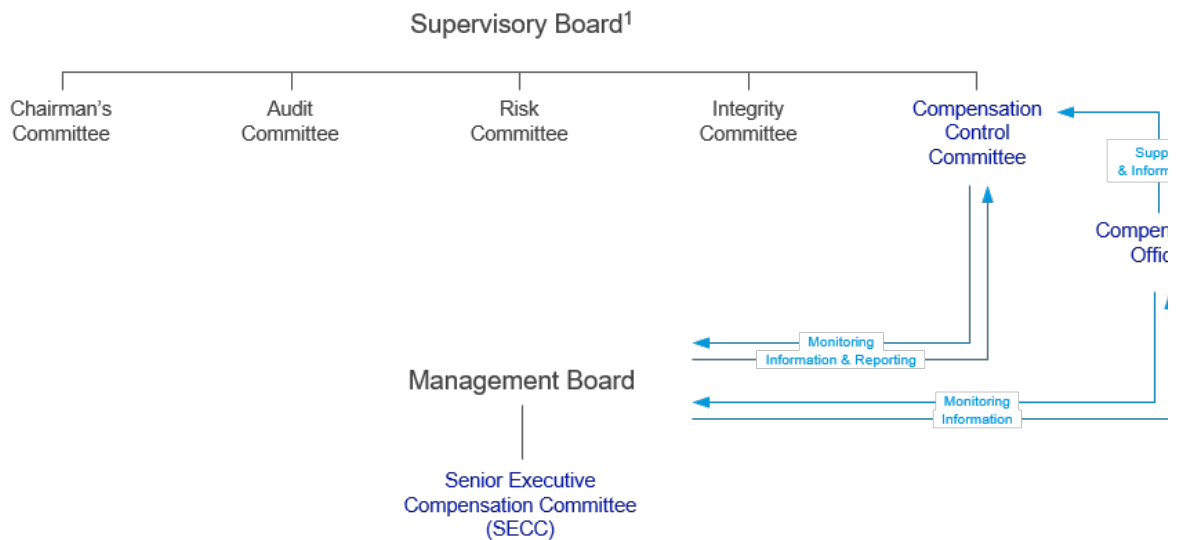 Supervisory Board¹
Chairman's
Committee
Audit
Committee
Risk
Committee
Integrity
Committee
Compensation
Control
Committee
& 
Monitoring
Information & Reporting
Management Board
Monitoring
Information
Senior Executive
Compensation Committee
(SECC)